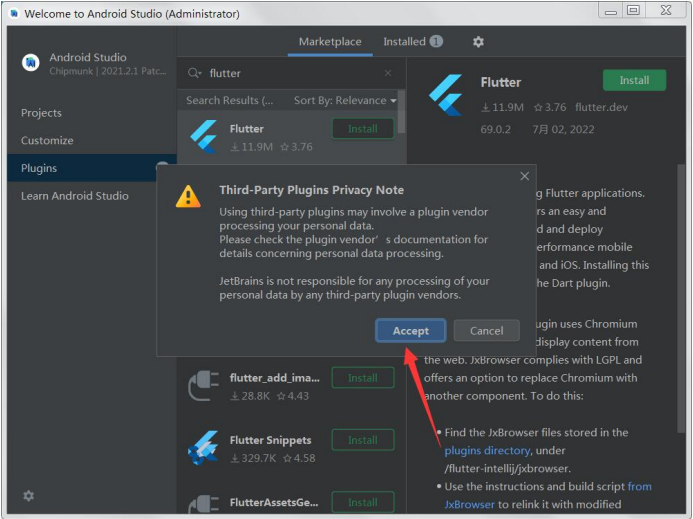 Welcome to Android Studio (Administrator)
Android Studio
Chipmunk | 2021.2.1 Patc...
Projects
Customize
Plugins
Learn Android Studio
Marketplace
Installed 1
flutter
Search Results (...
Sort By: Relevance
Flutter
11.9M 3.76
Install
flutter_add_ima...
28.8K 4.43
Install
Flutter Snippets
329.7K 4.58
Install
FlutterAssetsGe...
Install
Flutter
Install
11.9M 3.76 flutter.dev
69.0.2 7月 02, 2022
g Flutter applications.
rs an easy and
d and deploy
erformance mobile
and iOS. Installing this
he Dart plugin.
ugin uses Chromium
display content from
the web. JxBrowser complies with LGPL and
offers an option to replace Chromium with
another component. To do this:
• Find the JxBrowser files stored in the
plugins directory, under
/flutter-intellij/jxbrowser.
• Use the instructions and build script from
JxBrowser to relink it with modified
Third-Party Plugins Privacy Note
Using third-party plugins may involve a plugin vendor
processing your personal data.
Please check the plugin vendor’s documentation for
details concerning personal data processing.
JetBrains is not responsible for any processing of your
personal data by any third-party plugin vendors.
Accept
Cancel